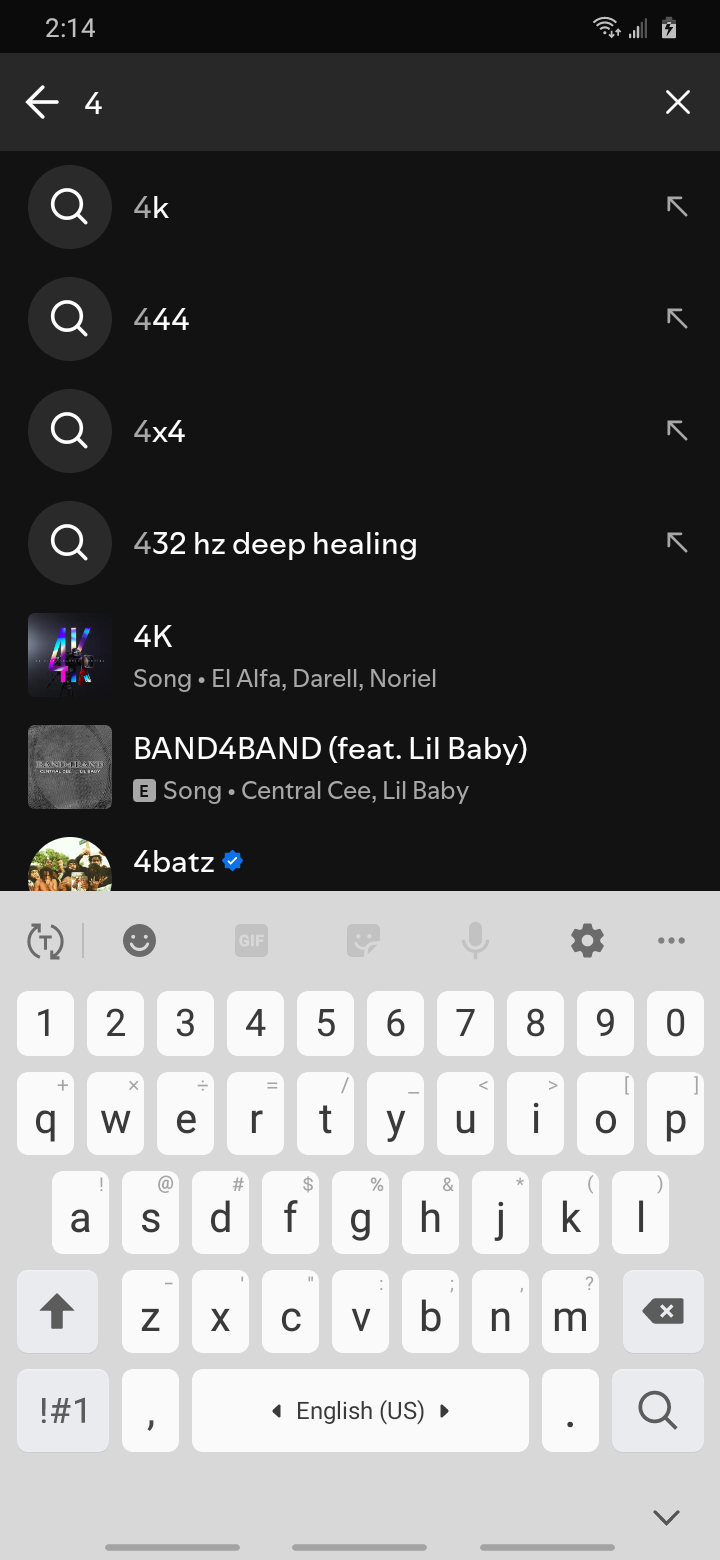 2:14
4
4k
444
4x4
432 hz deep healing
4K
Song • El Alfa, Darell, Noriel
BAND4BAND (feat. Lil Baby)
E Song • Central Cee, Lil Baby
4batz
T GIF
1 2 3 4 5 6 7 8 9 0
+ × ÷ = / _ < > [ ]
q w e r t y u i o p
! @ # $ % & * ( )
a s d f g h j k l
- ' " : ; , ?
z x c v b n m
!#1 , English (US) .